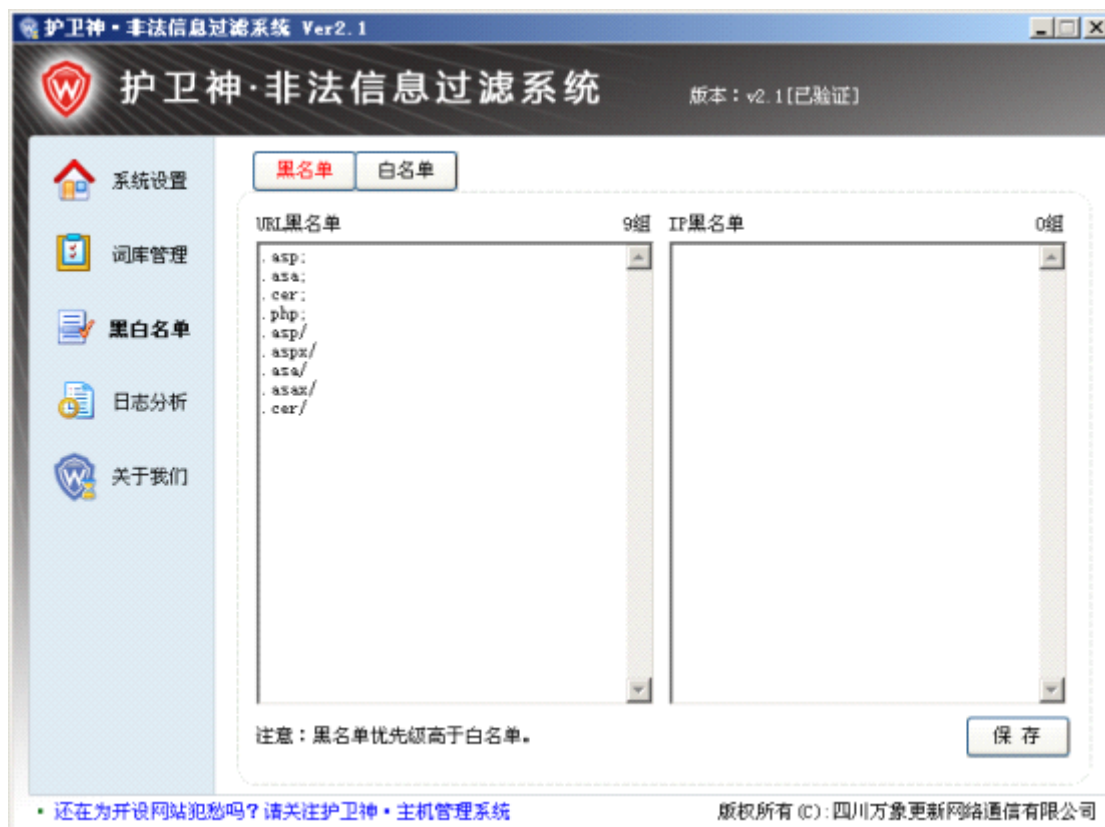 护卫神·非法信息过滤系统 Ver2.1
护卫神·非法信息过滤系统
版本：v2.1[已验证]
系统设置
词库管理
黑白名单
日志分析
关于我们
黑名单 白名单
URL黑名单 9组 IP黑名单 0组
.asp;
.asa;
.cer;
.php;
.asp/
.aspx/
.asa/
.asax/
.cer/
注意：黑名单优先级高于白名单。
保 存
·还在为开设网站犯愁吗?请关注护卫神·主机管理系统 版权所有(C):四川万象更新网络通信有限公司